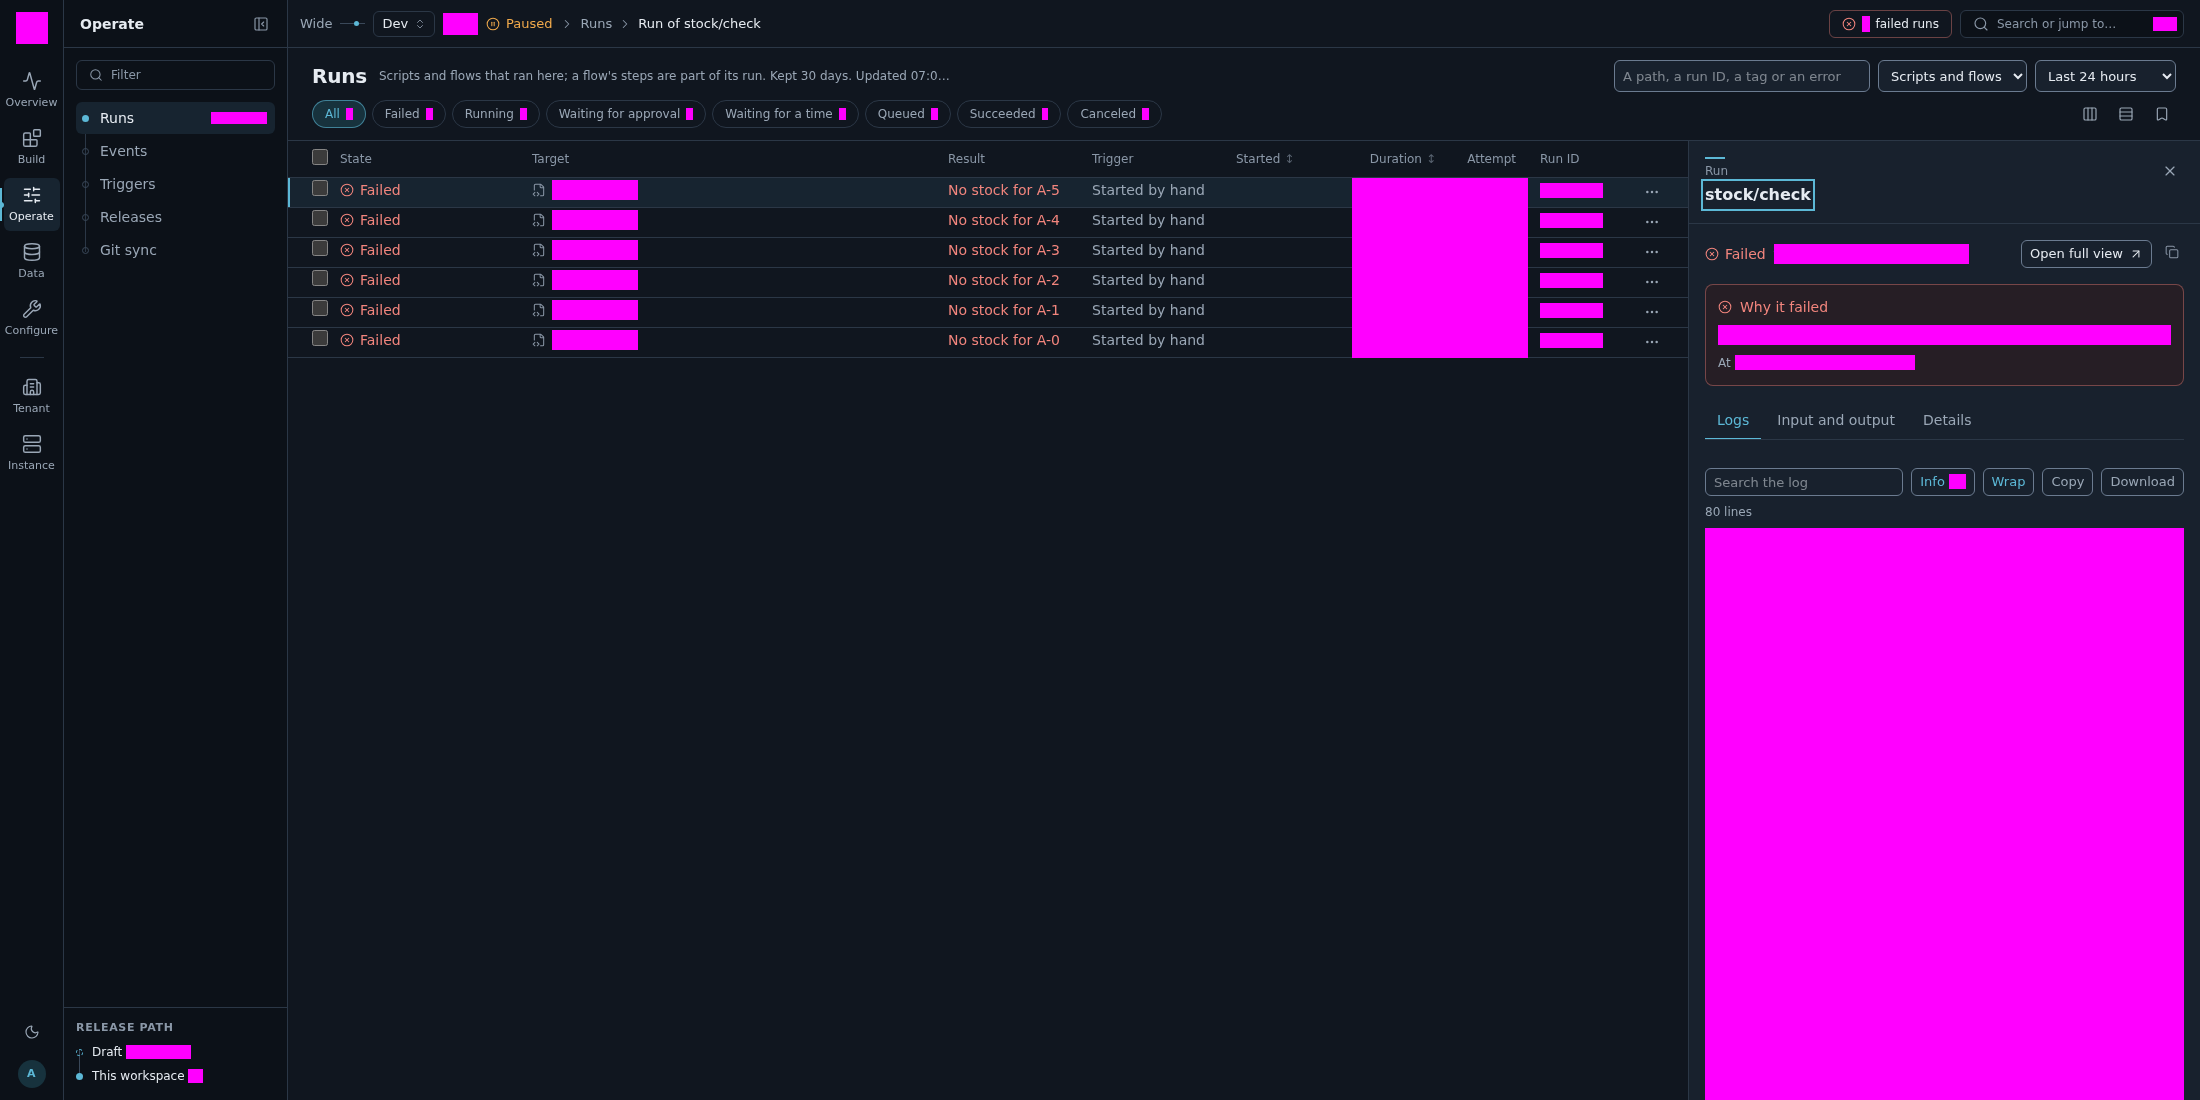 Operate
Wide
Dev
Paused
Runs
Run of stock/check
failed runs
Search or jump to...
Overview
Build
Operate
Data
Configure
Tenant
Instance
A
Filter
Runs
Events
Triggers
Releases
Git sync
RELEASE PATH
Draft
This workspace
Runs
Scripts and flows that ran here; a flow's steps are part of its run. Kept 30 days. Updated 07:0...
A path, a run ID, a tag or an error
Scripts and flows
Last 24 hours
All
Failed
Running
Waiting for approval
Waiting for a time
Queued
Succeeded
Canceled
State Target Result Trigger Started Duration Attempt Run ID
Failed No stock for A-5 Started by hand
Failed No stock for A-4 Started by hand
Failed No stock for A-3 Started by hand
Failed No stock for A-2 Started by hand
Failed No stock for A-1 Started by hand
Failed No stock for A-0 Started by hand
Run
stock/check
Failed
Open full view
Why it failed
At
Logs
Input and output
Details
Search the log
Info
Wrap
Copy
Download
80 lines